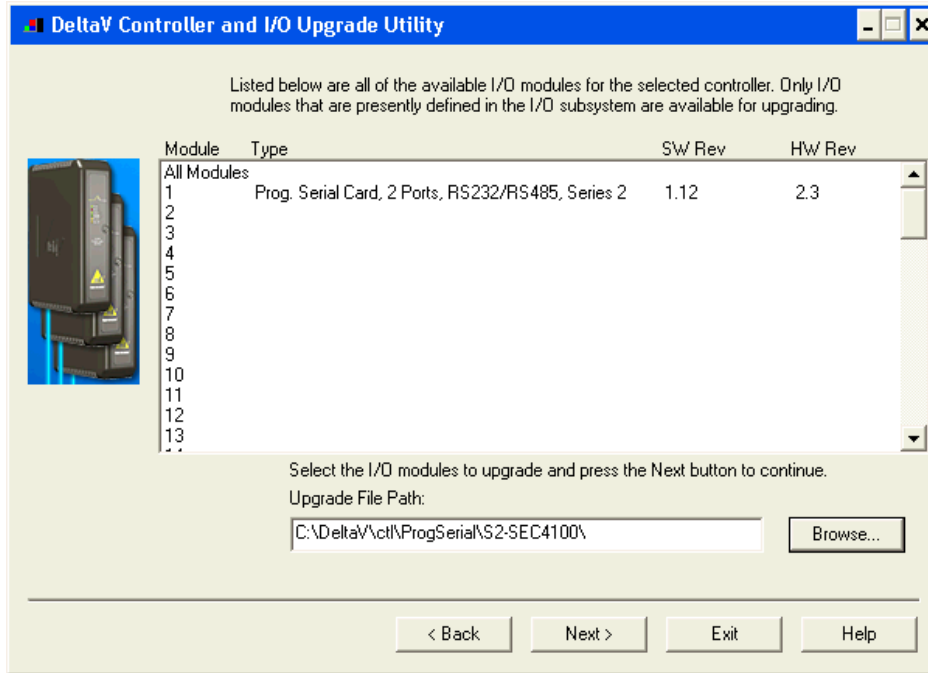 DeltaV Controller and I/O Upgrade Utility
Listed below are all of the available I/O modules for the selected controller. Only I/O
modules that are presently defined in the I/O subsystem are available for upgrading.
Module Type SW Rev HW Rev
All Modules
1 Prog. Serial Card, 2 Ports, RS232/RS485, Series 2 1.12 2.3
2
3
4
5
6
7
8
9
10
11
12
13
Select the I/O modules to upgrade and press the Next button to continue.
Upgrade File Path:
C:\DeltaV\ctl\ProgSerial\S2-SEC4100\
Browse...
< Back Next > Exit Help